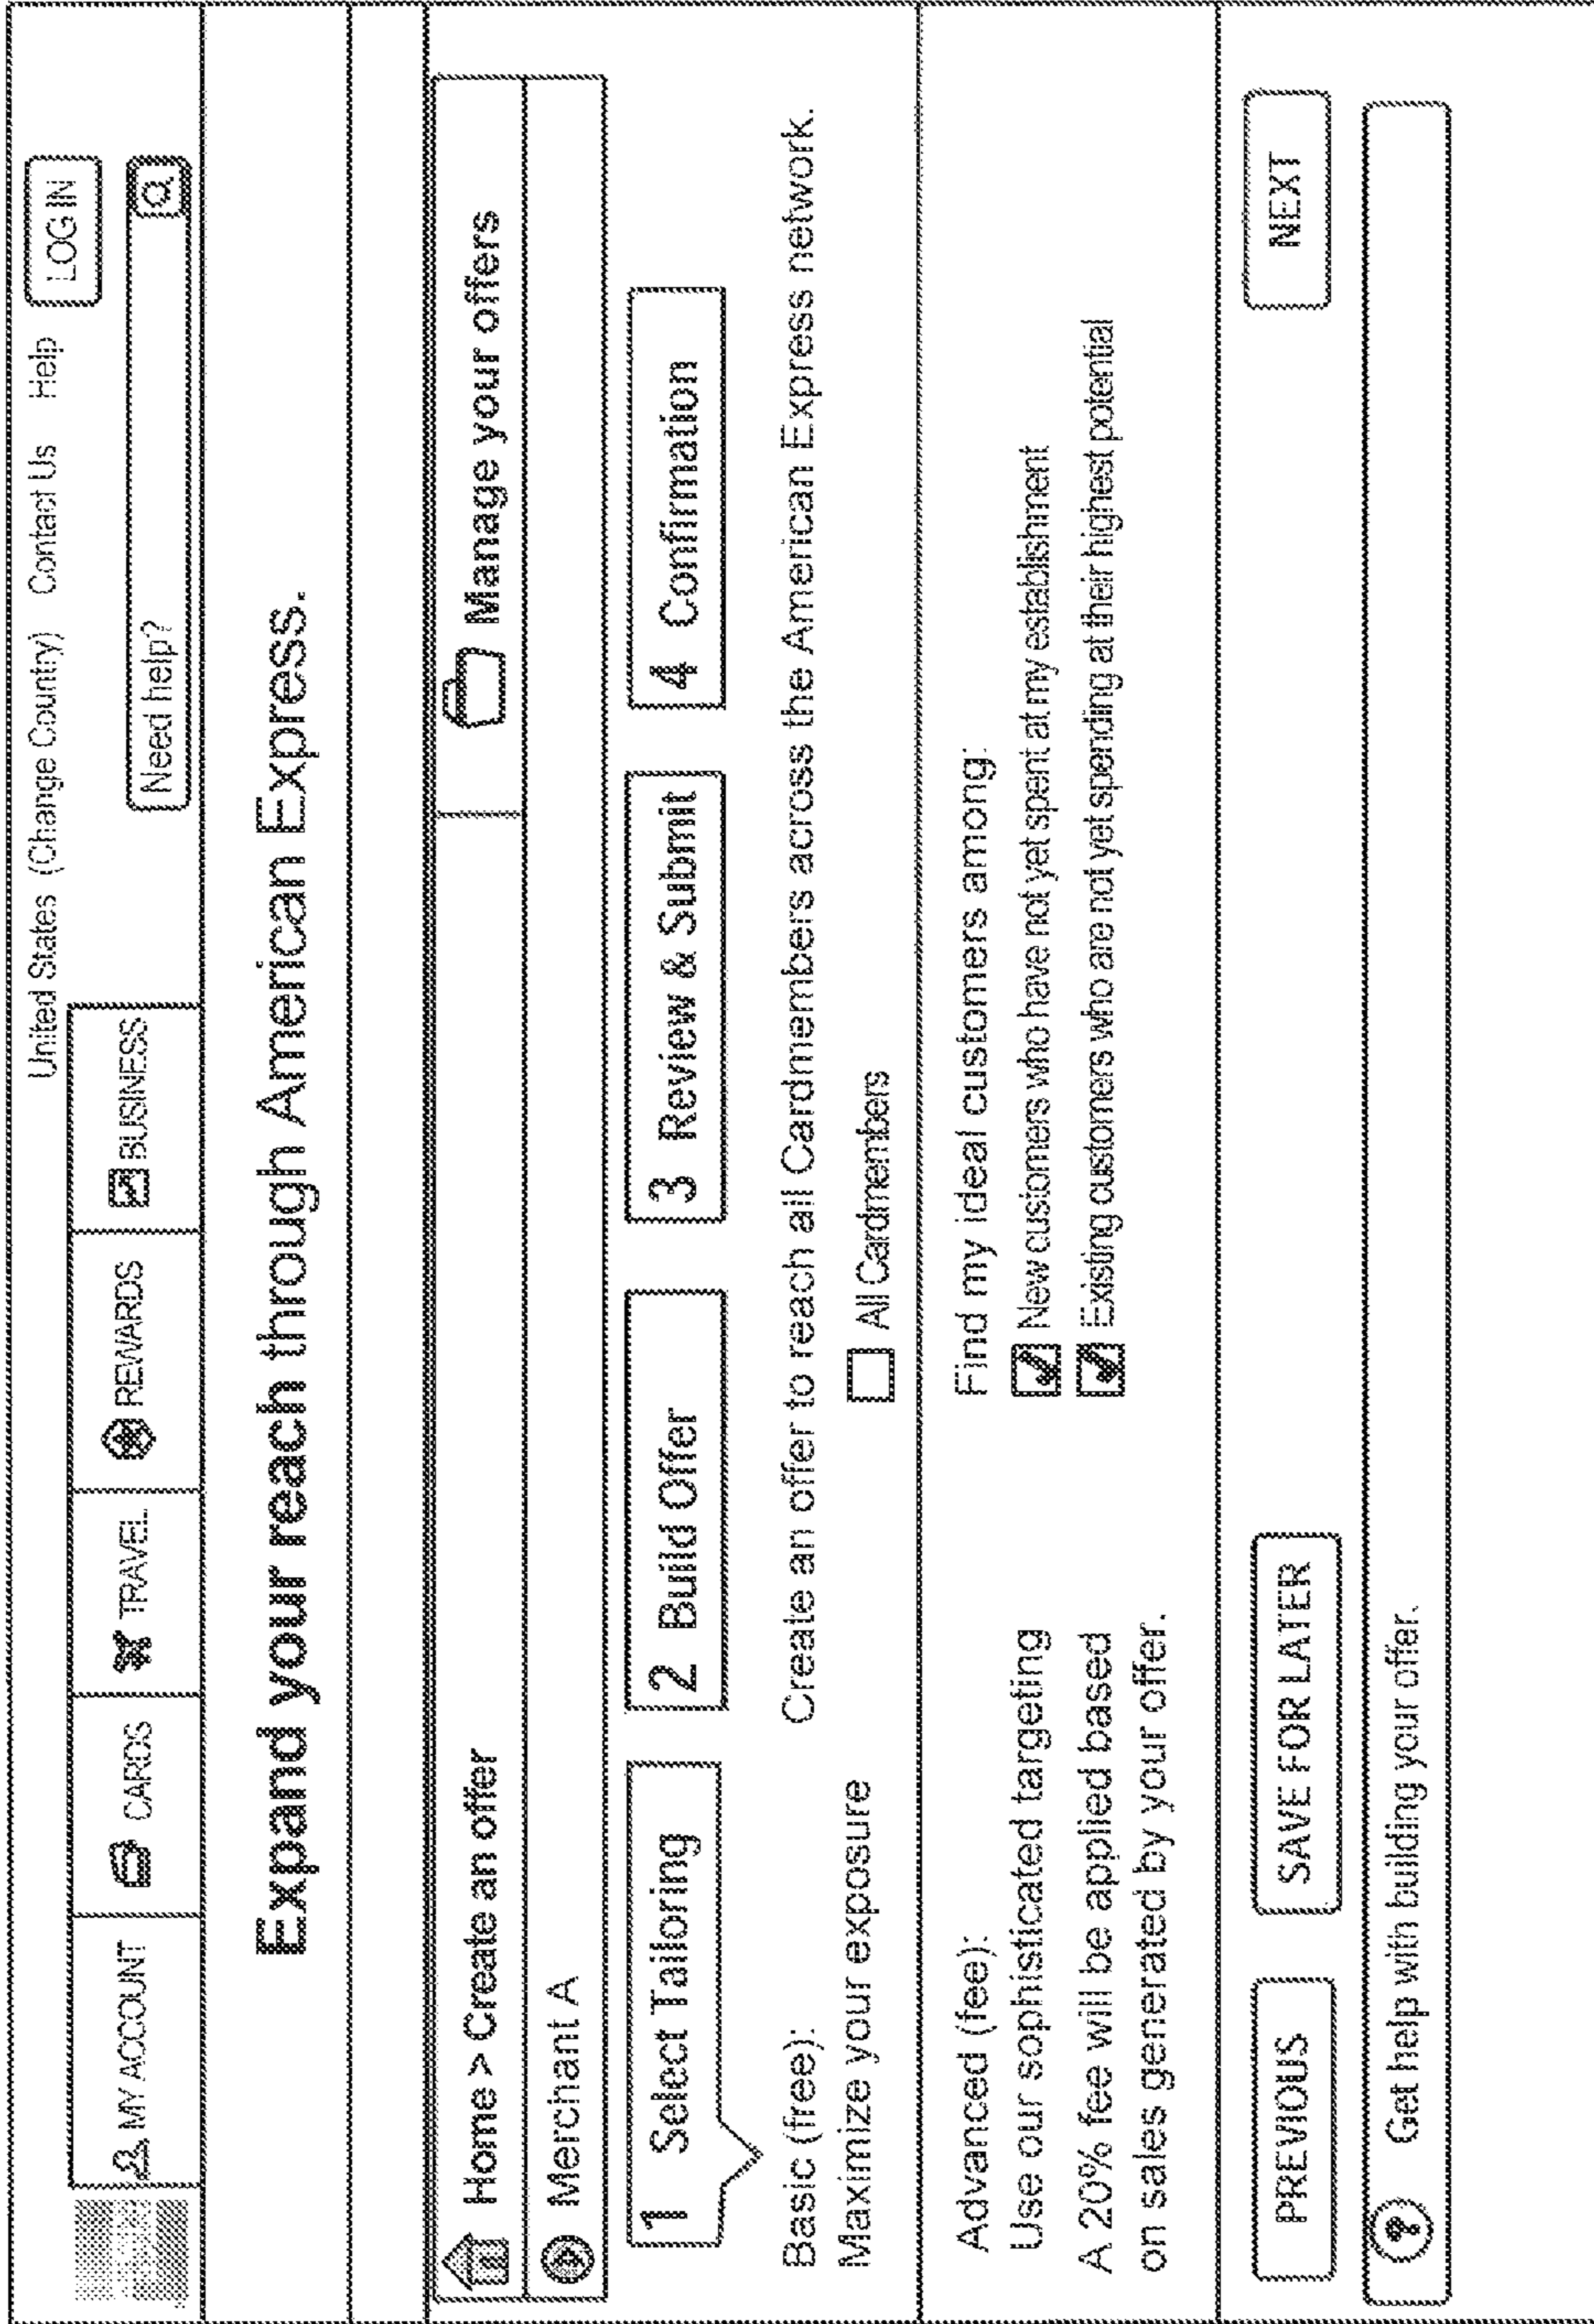 United States (Change Country) Contact Us Help LOG IN
MY ACCOUNT CARDS TRAVEL REWARDS BUSINESS
Need help?
Expand your reach through American Express.
Home > Create an offer
Manage your offers
Merchant A
1 Select Tailoring
2 Build Offer
3 Review & Submit
4 Confirmation
Basic (free):
Maximize your exposure
Create an offer to reach all Cardmembers across the American Express network.
All Cardmembers
Advanced (fee):
Use our sophisticated targeting
A 20% fee will be applied based
on sales generated by your offer.
Find my ideal customers among:
New customers who have not yet spent at my establishment
Existing customers who are not yet spending at their highest potential
PREVIOUS
SAVE FOR LATER
NEXT
? Get help with building your offer.